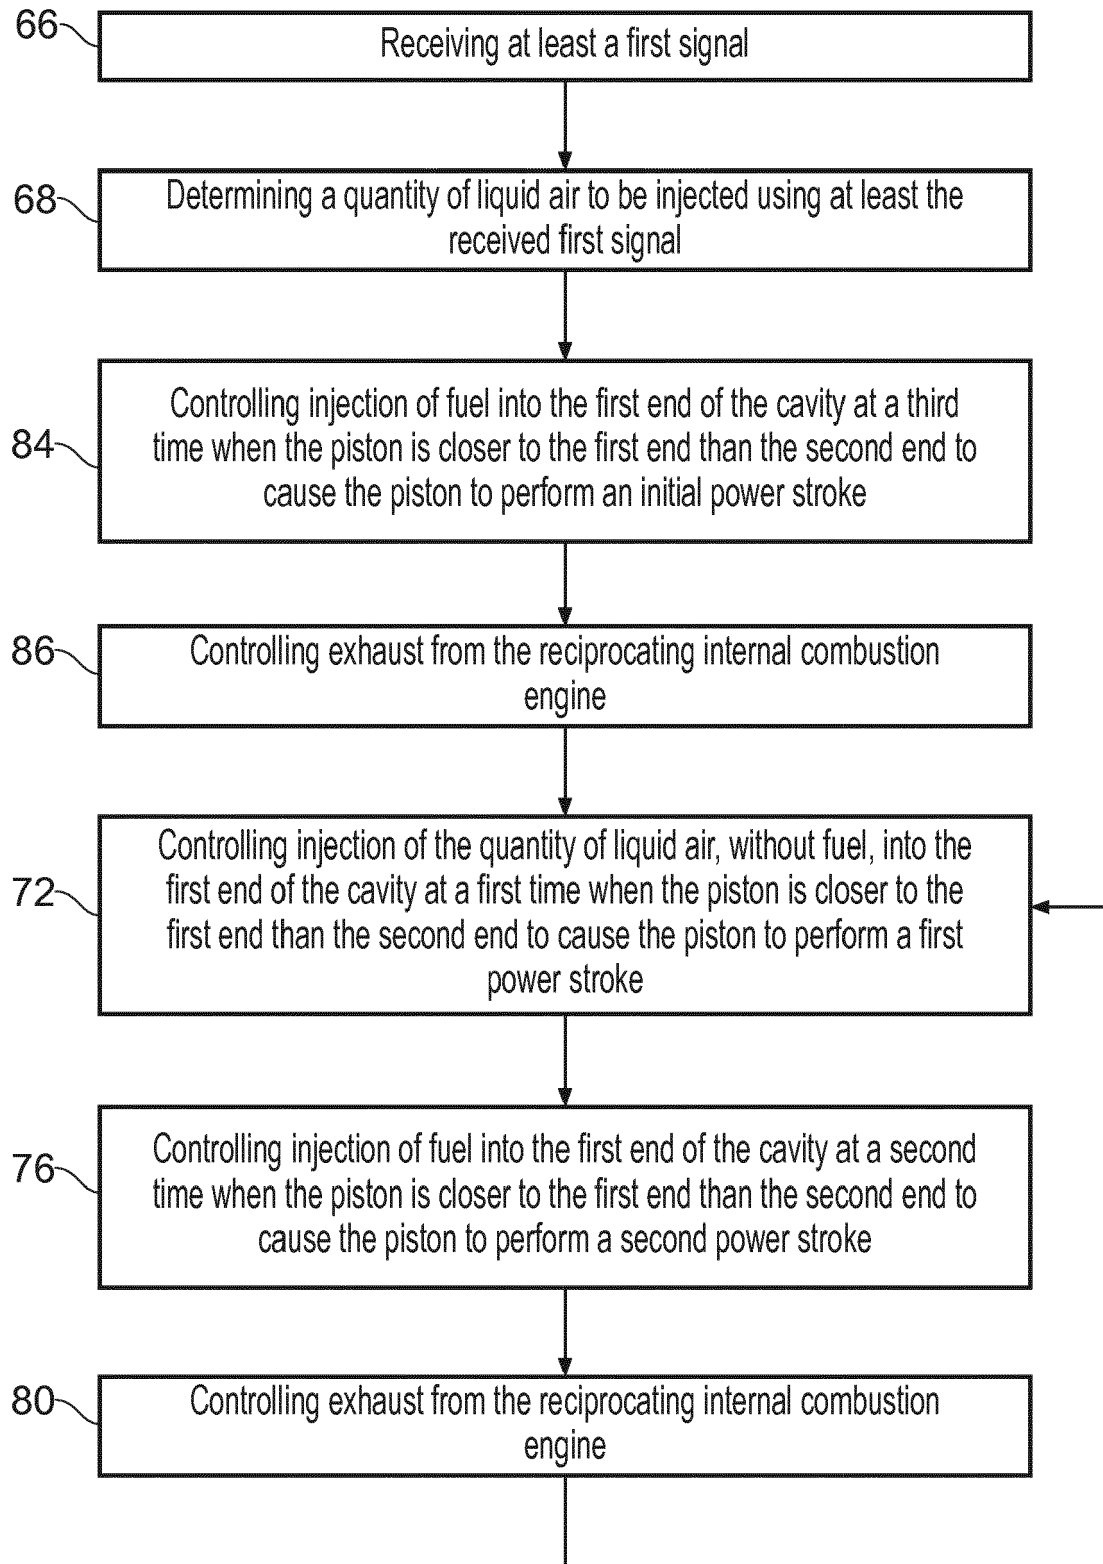 66
Receiving at least a first signal
68
Determining a quantity of liquid air to be injected using at least the
received first signal
84
Controlling injection of fuel into the first end of the cavity at a third
time when the piston is closer to the first end than the second end to
cause the piston to perform an initial power stroke
86
Controlling exhaust from the reciprocating internal combustion
engine
72
Controlling injection of the quantity of liquid air, without fuel, into the
first end of the cavity at a first time when the piston is closer to the
first end than the second end to cause the piston to perform a first
power stroke
76
Controlling injection of fuel into the first end of the cavity at a second
time when the piston is closer to the first end than the second end to
cause the piston to perform a second power stroke
80
Controlling exhaust from the reciprocating internal combustion
engine